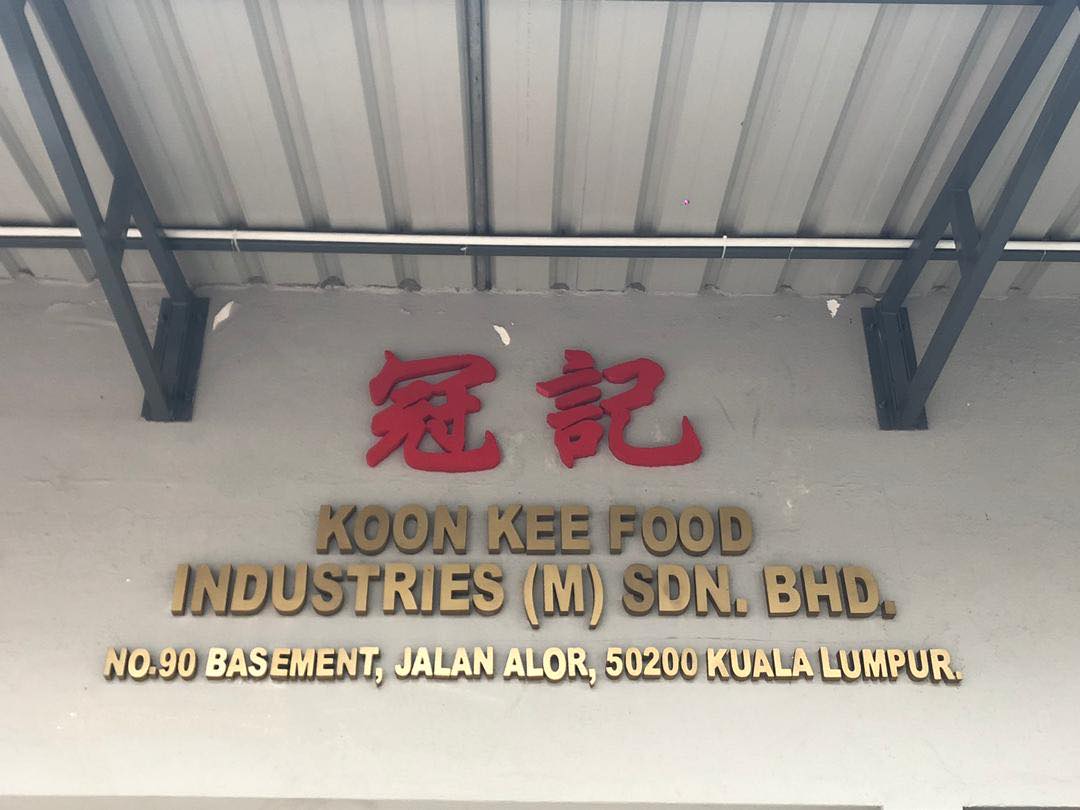 冠記
KOON KEE FOOD
INDUSTRIES (M) SDN. BHD.
NO.90 BASEMENT, JALAN ALOR, 50200 KUALA LUMPUR.